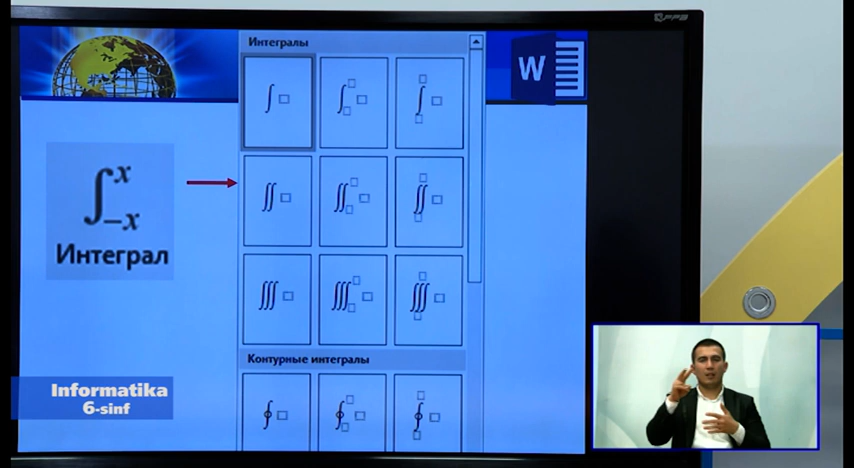 Интегралы
W
∫
∫
∫
x
∫
−x
Интеграл
∬
∬
∬
∭
∭
∭
Контурные интегралы
∮
∮
∮
Informatika
6-sinf